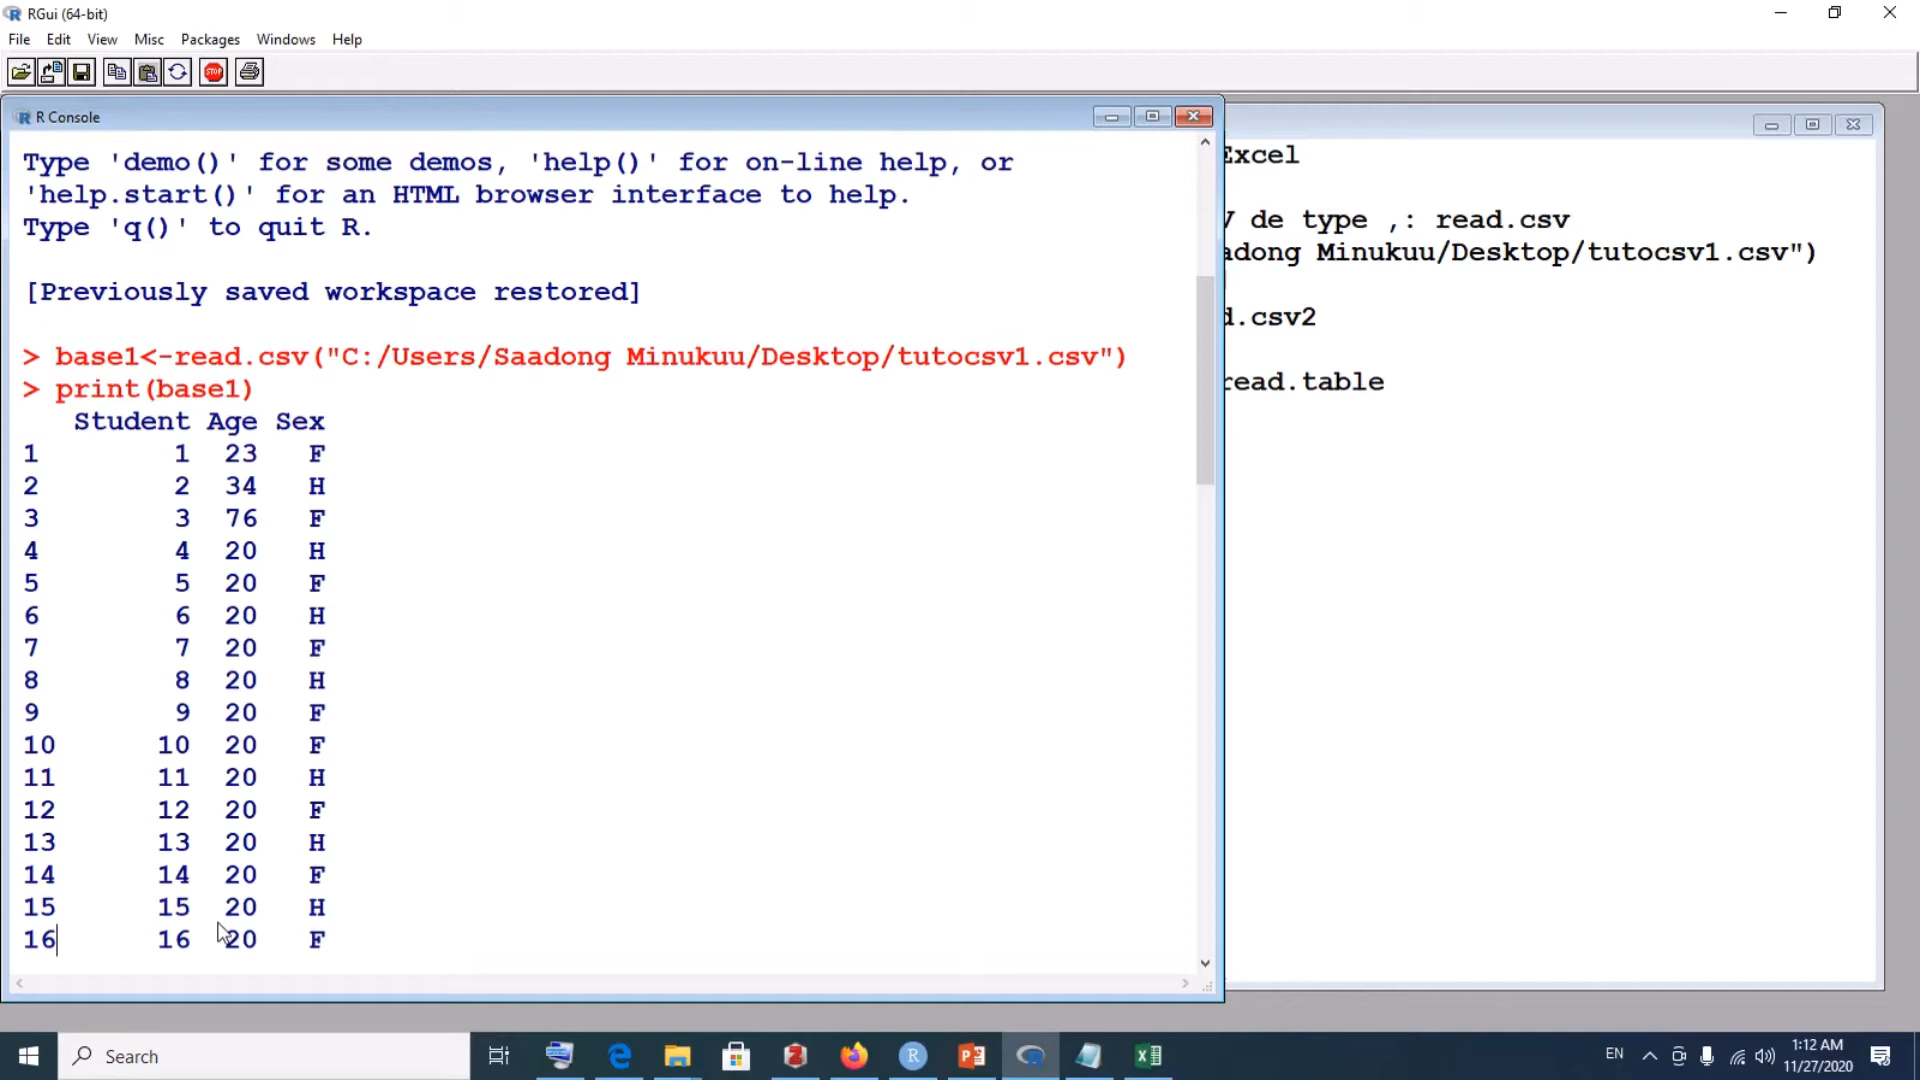 RGui (64-bit)
File Edit View Misc Packages Windows Help
STOP
R Console
Type 'demo()' for some demos, 'help()' for on-line help, or
'help.start()' for an HTML browser interface to help.
Type 'q()' to quit R.
[Previously saved workspace restored]
> base1<-read.csv("C:/Users/Saadong Minukuu/Desktop/tutocsv1.csv")
> print(base1)
Student Age Sex
1 1 23 F
2 2 34 H
3 3 76 F
4 4 20 H
5 5 20 F
6 6 20 H
7 7 20 F
8 8 20 H
9 9 20 F
10 10 20 F
11 11 20 H
12 12 20 F
13 13 20 H
14 14 20 F
15 15 20 H
16 16 20 F
Excel
V de type ,: read.csv
adong Minukuu/Desktop/tutocsv1.csv")
d.csv2
read.table
Search
EN
1:12 AM
11/27/2020